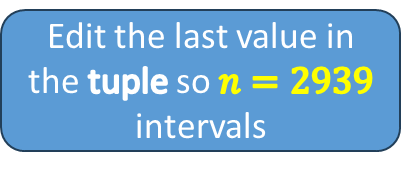 Edit the last value in
the tuple so n = 2939
intervals